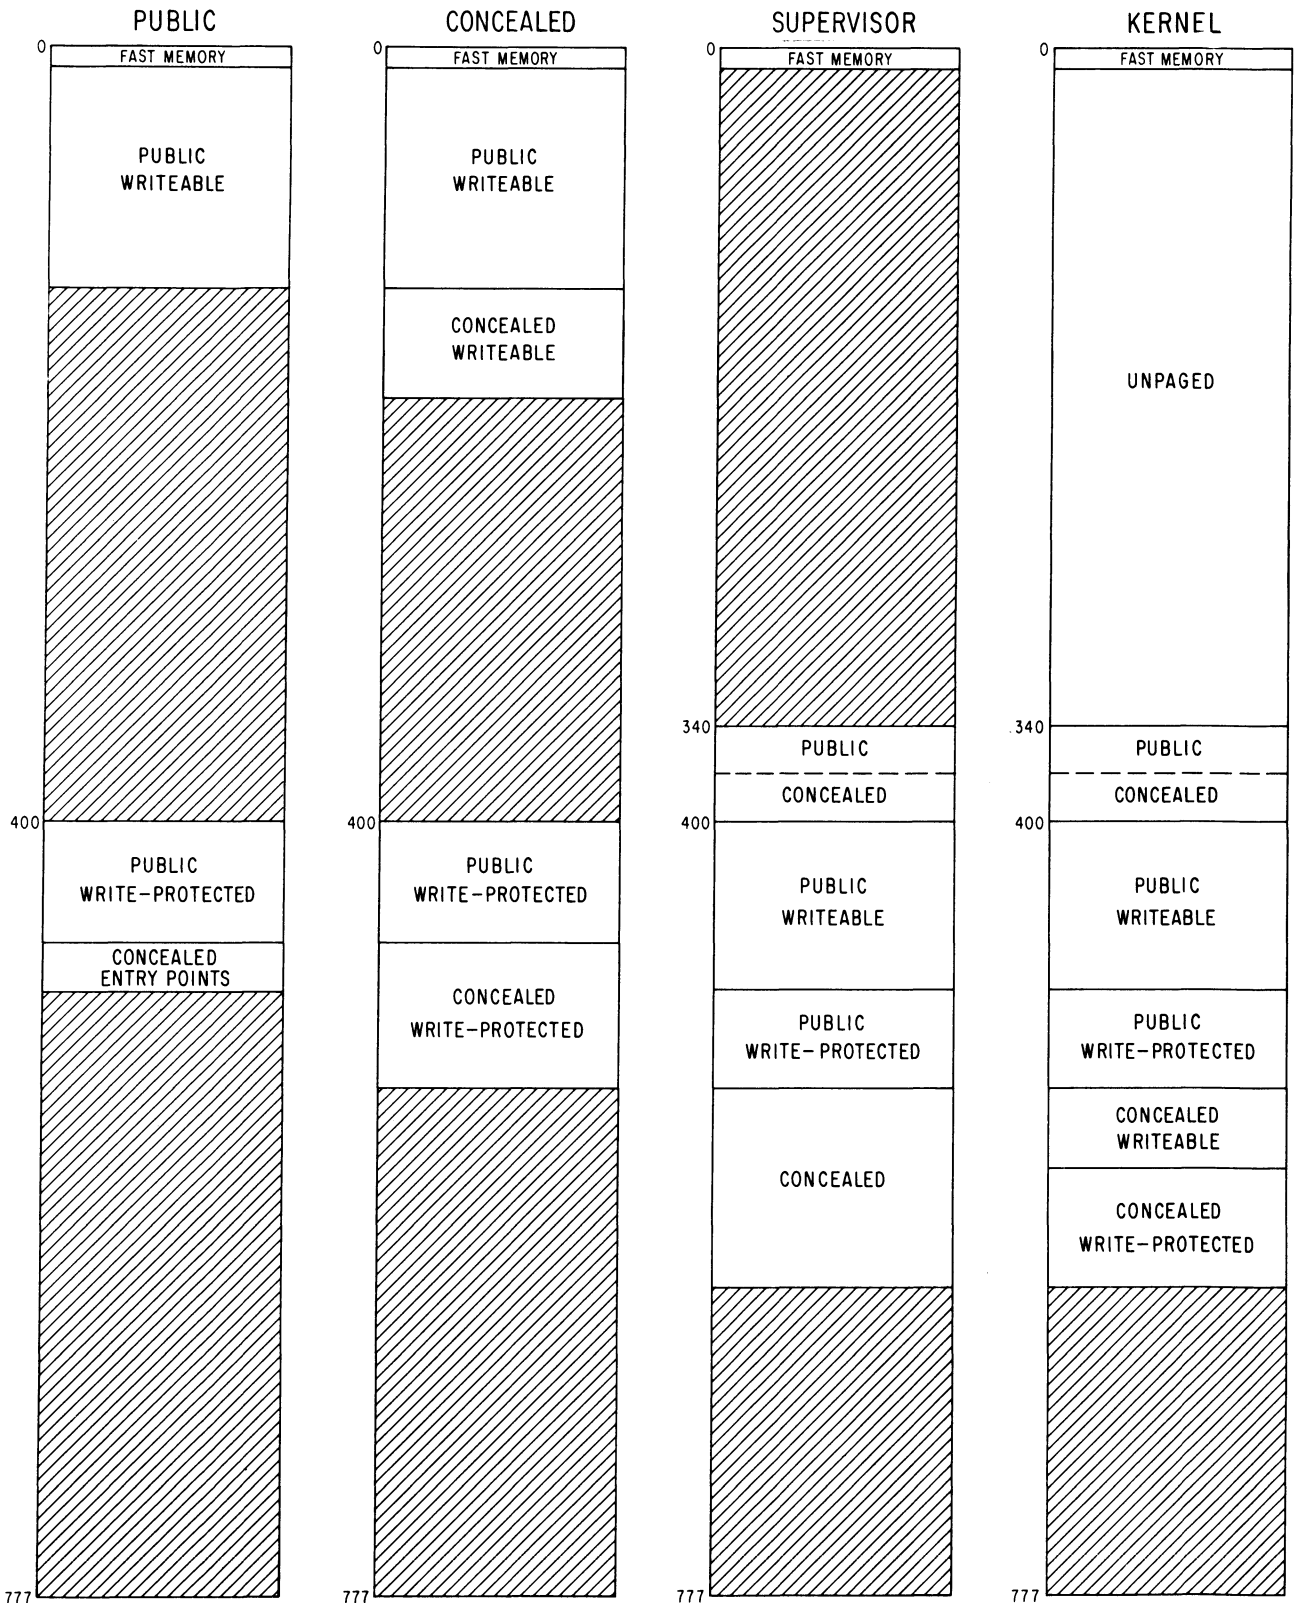 PUBLIC
0
FAST MEMORY
PUBLIC
WRITEABLE
400
PUBLIC
WRITE-PROTECTED
CONCEALED
ENTRY POINTS
777
CONCEALED
0
FAST MEMORY
PUBLIC
WRITEABLE
CONCEALED
WRITEABLE
400
PUBLIC
WRITE-PROTECTED
CONCEALED
WRITE-PROTECTED
777
SUPERVISOR
0
FAST MEMORY
340
PUBLIC
CONCEALED
400
PUBLIC
WRITEABLE
PUBLIC
WRITE-PROTECTED
CONCEALED
777
KERNEL
0
FAST MEMORY
UNPAGED
340
PUBLIC
CONCEALED
400
PUBLIC
WRITEABLE
PUBLIC
WRITE-PROTECTED
CONCEALED
WRITEABLE
CONCEALED
WRITE-PROTECTED
777